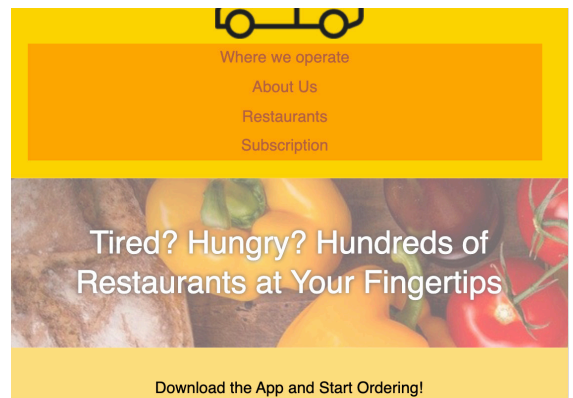 Where we operate
About Us
Restaurants
Subscription
Tired? Hungry? Hundreds of
Restaurants at Your Fingertips
Download the App and Start Ordering!